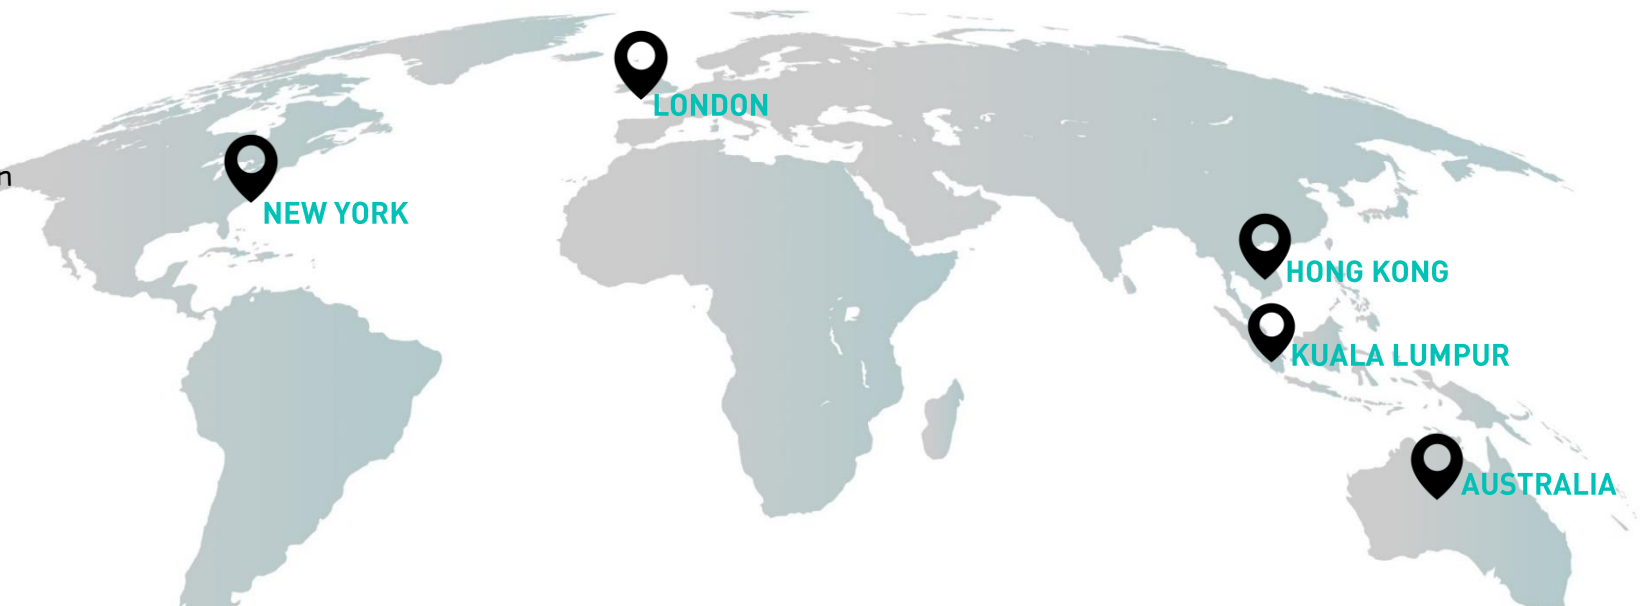 LONDON
n
NEW YORK
HONG KONG
KUALA LUMPUR
AUSTRALIA